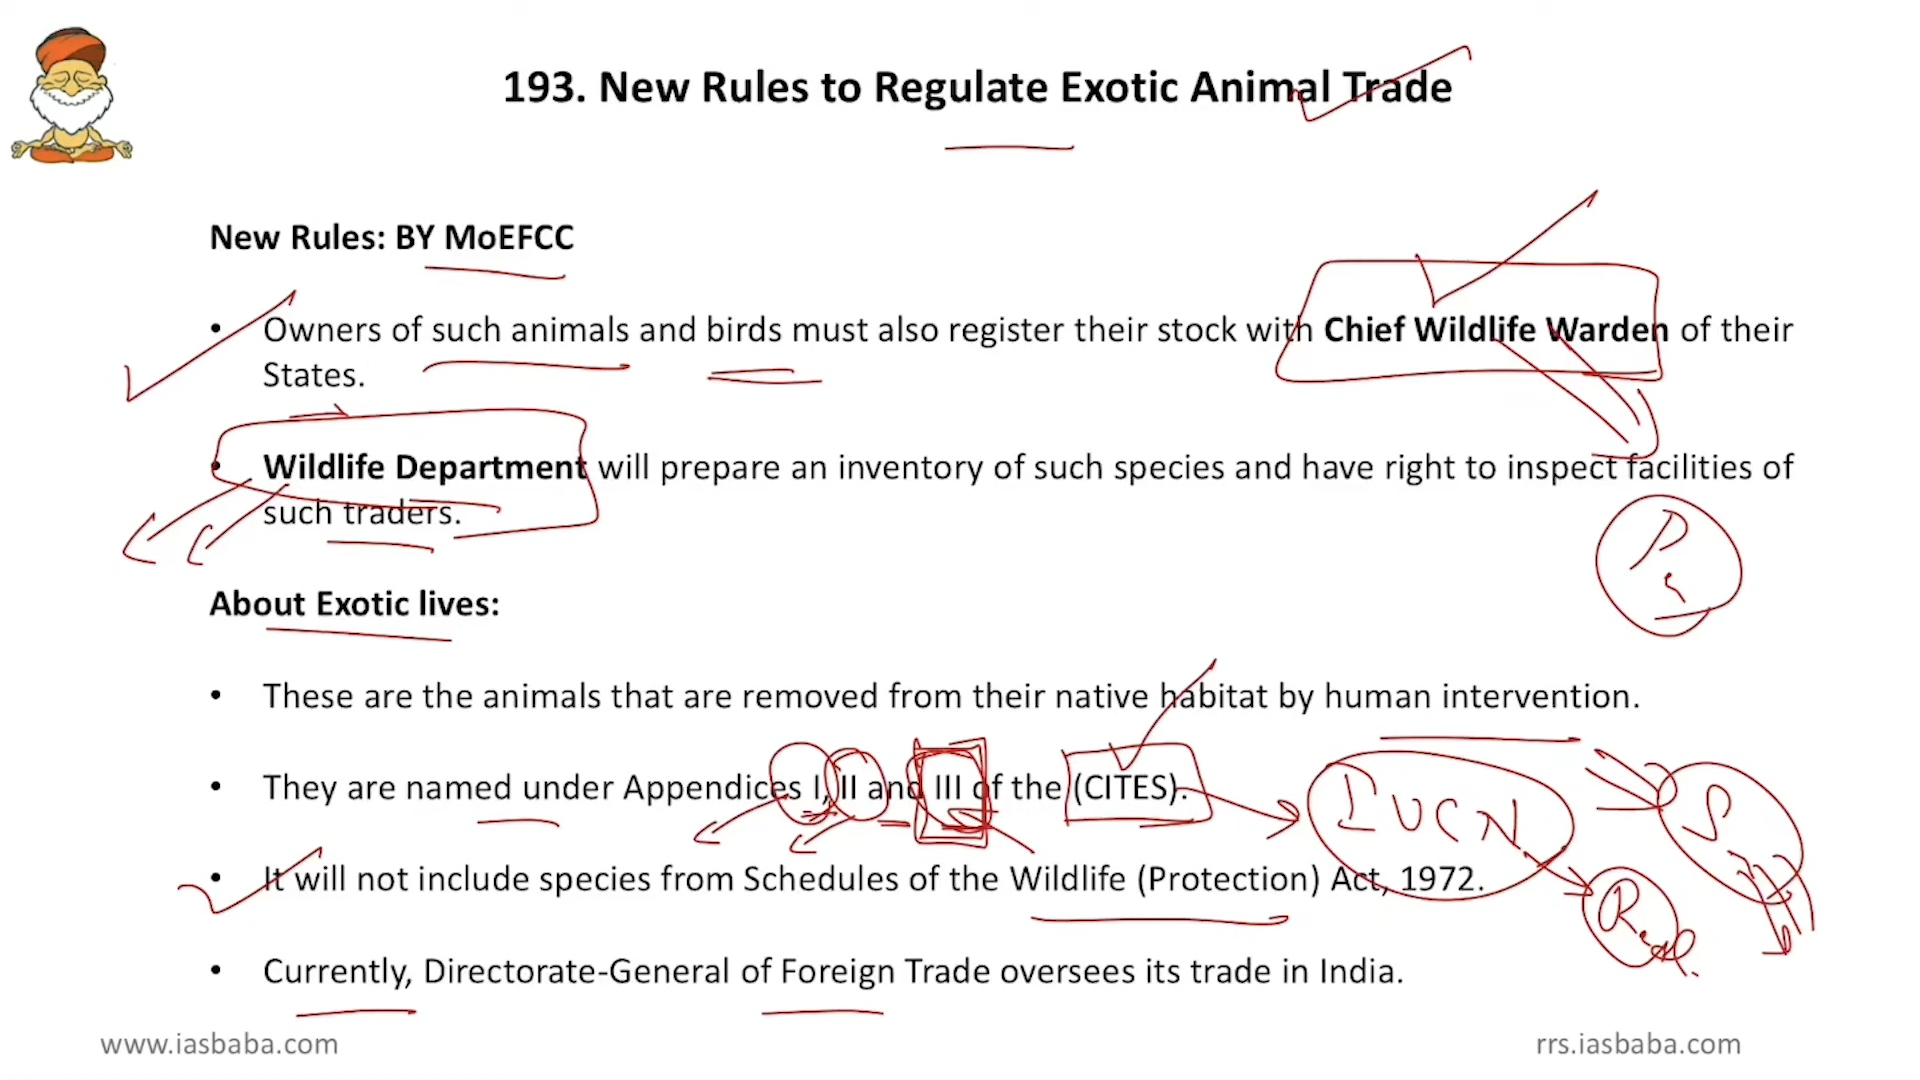 193. New Rules to Regulate Exotic Animal Trade
New Rules: BY MoEFCC
• Owners of such animals and birds must also register their stock with Chief Wildlife Warden of their
States.
• Wildlife Department will prepare an inventory of such species and have right to inspect facilities of
such traders.
About Exotic lives:
• These are the animals that are removed from their native habitat by human intervention.
• They are named under Appendices I, II and III of the (CITES).
IUCN
• It will not include species from Schedules of the Wildlife (Protection) Act, 1972.
• Currently, Directorate-General of Foreign Trade oversees its trade in India.
www.iasbaba.com
rrs.iasbaba.com